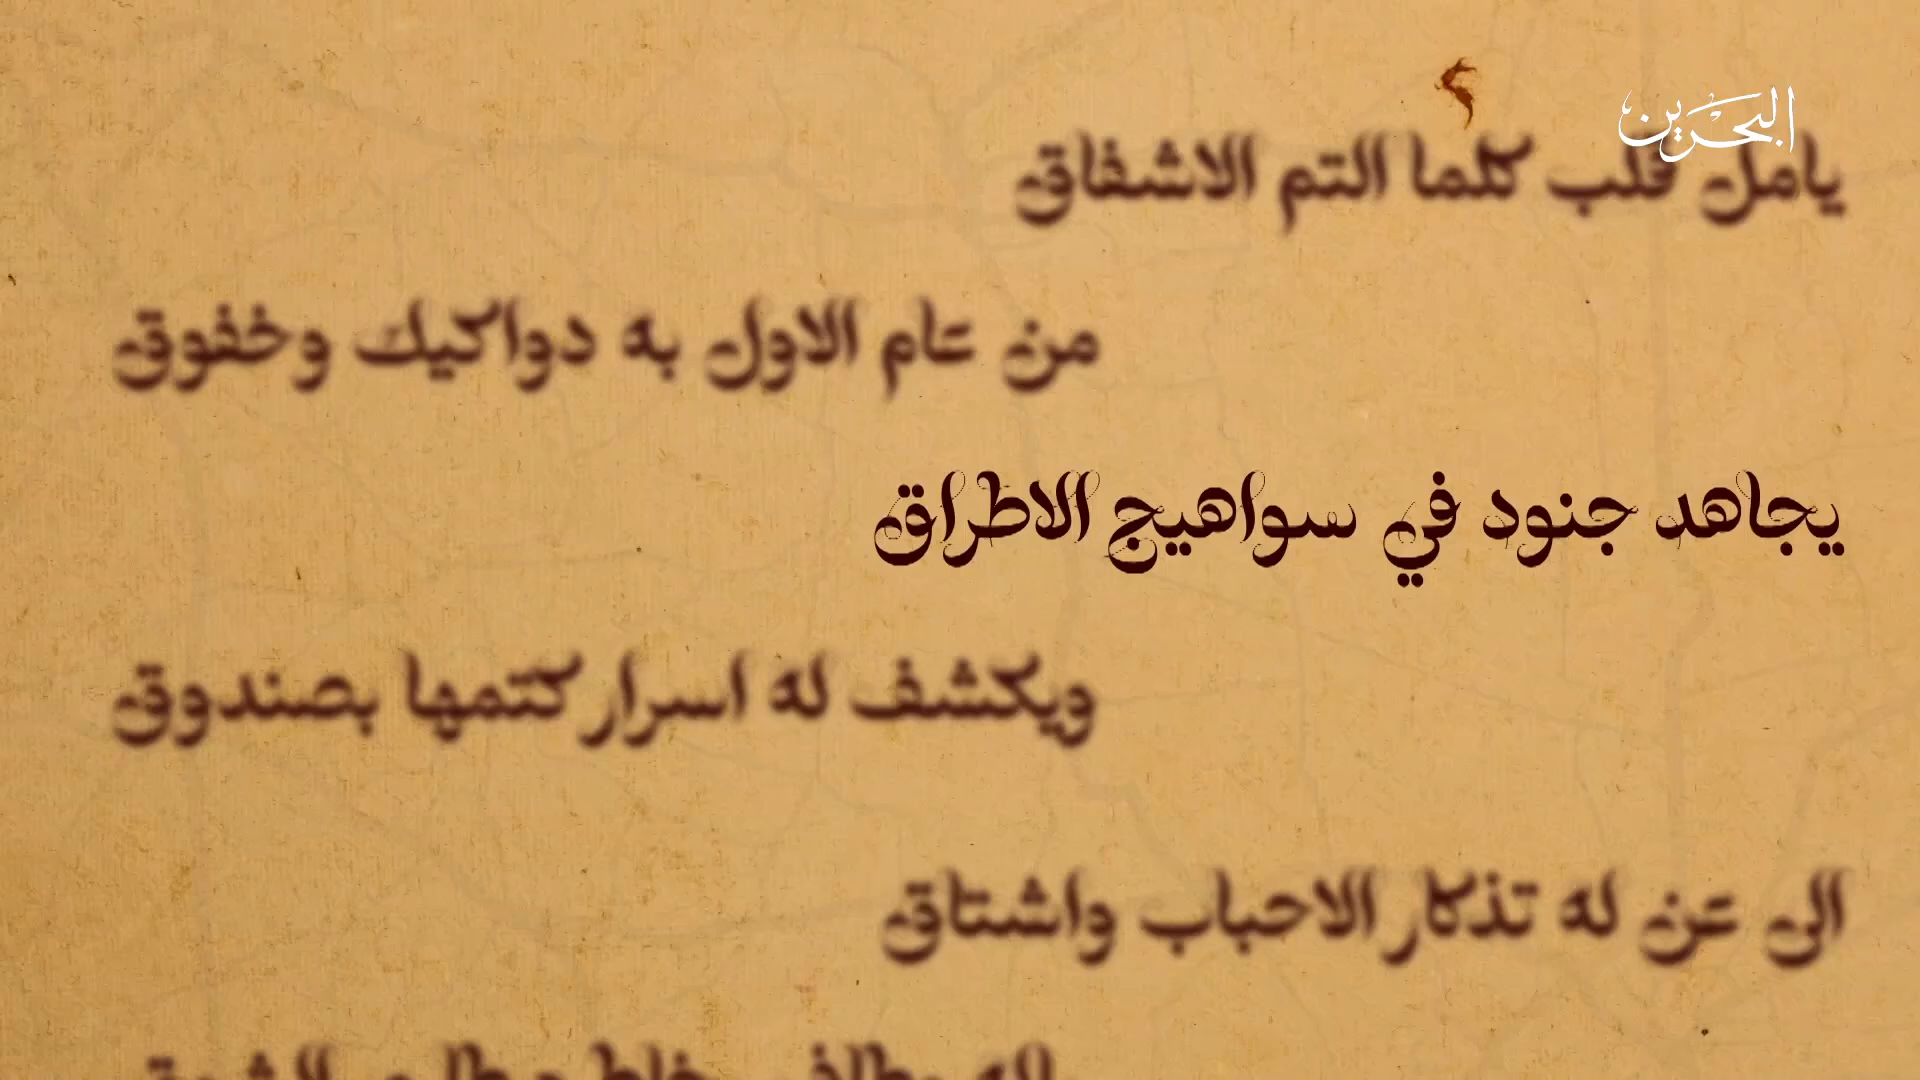 البحرين
يامل قلب كلما التم الاشفاق
من عام الاول به دواكيك وخفوق
يجاهد جنود في سواهيج الاطراق
ويكشف له اسرار كتمها بصندوق
الى عن له تذكار الاحباب واشتاق